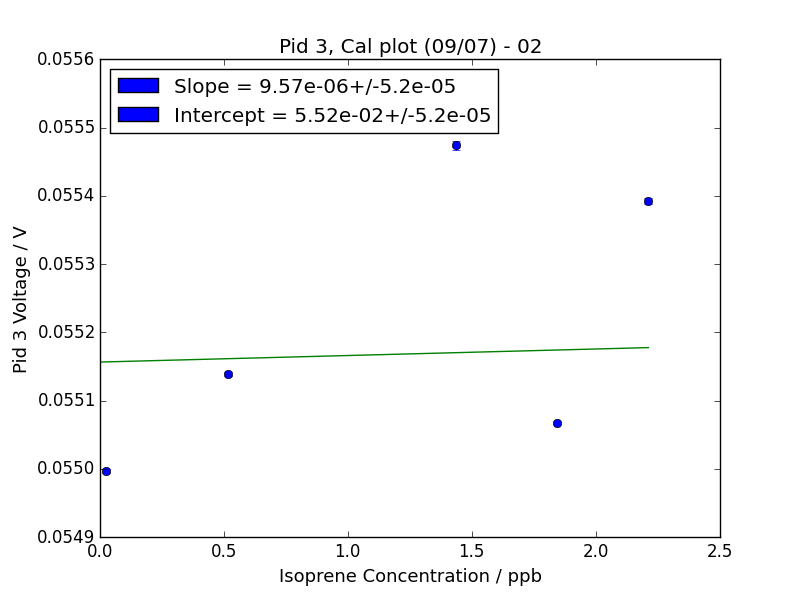 Pid 3, Cal plot (09/07) - 02
0.0556
Slope = 9.57e-06+/-5.2e-05
Intercept = 5.52e-02+/-5.2e-05
0.0555
0.0554
0.0553
0.0552
0.0551
0.0550
0.0549
Pid 3 Voltage / V
0.0 0.5 1.0 1.5 2.0 2.5
Isoprene Concentration / ppb